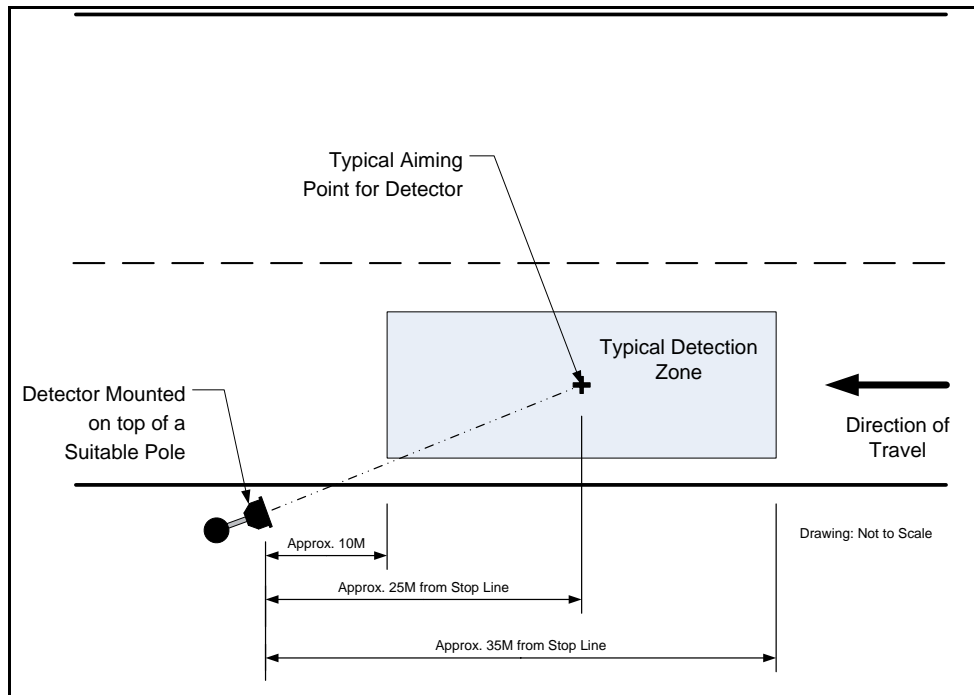 Typical Aiming
Point for Detector
Typical Detection
Zone
Detector Mounted
on top of a
Suitable Pole
Direction of
Travel
Drawing: Not to Scale
Approx. 10M
Approx. 25M from Stop Line
Approx. 35M from Stop Line